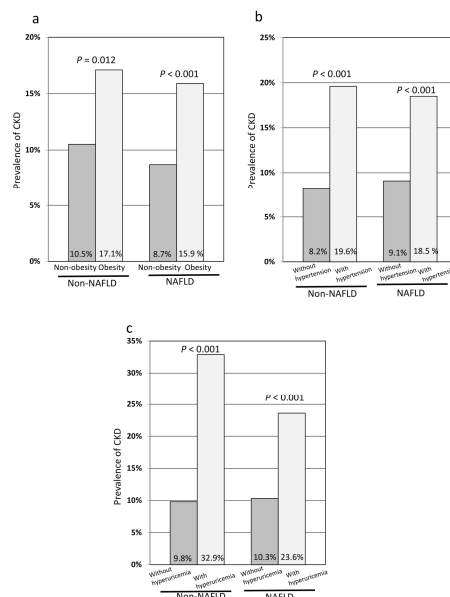 a
20%
15%
10%
5%
0%
Prevalence of CKD
P = 0.012
P < 0.001
10.5% 17.1% 8.7% 15.9 %
Non-obesity Obesity Non-obesity Obesity
Non-NAFLD NAFLD
b
25%
20%
15%
10%
5%
0%
Prevalence of CKD
P < 0.001
P < 0.001
8.2% 19.6% 9.1% 18.5 %
Without hypertension
With hypertension
Without hypertension
With hypertension
Non-NAFLD NAFLD
c
35%
30%
25%
20%
15%
10%
5%
0%
Prevalence of CKD
P < 0.001
P < 0.001
9.8% 32.9% 10.3% 23.6%
Without hyperuricemia
With hyperuricemia
Without hyperuricemia
With hyperuricemia
Non-NAFLD NAFLD